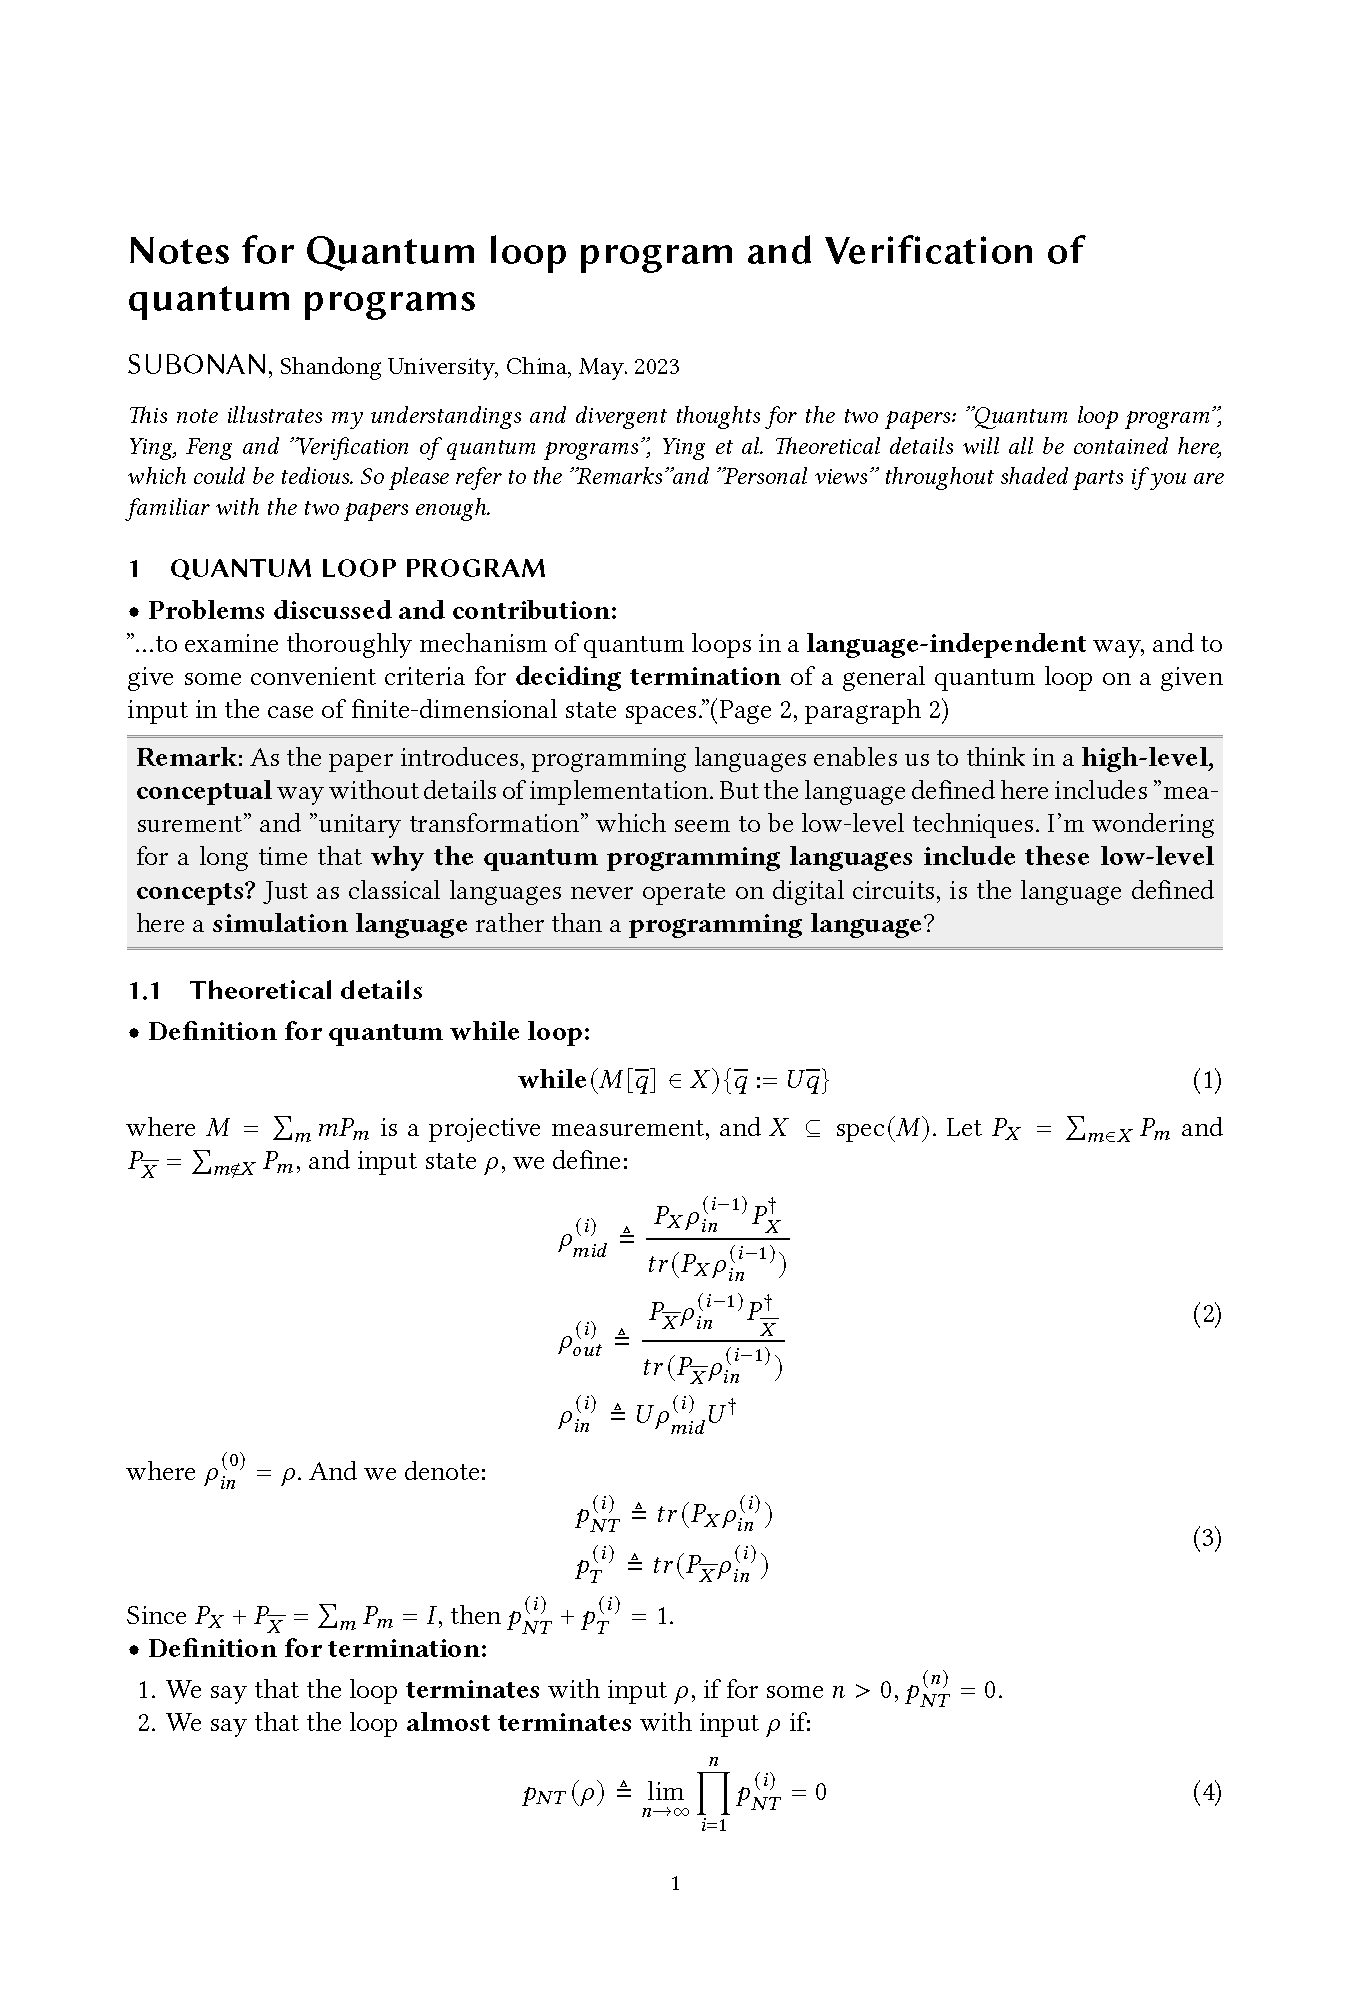 Notes for Quantum loop program and Verification of
quantum programs
SUBONAN, Shandong University, China, May. 2023
This note illustrates my understandings and divergent thoughts for the two papers: ”Quantum loop program”,
Ying, Feng and ”Verification of quantum programs”, Ying et al. Theoretical details will all be contained here,
which could be tedious. So please refer to the ”Remarks”and ”Personal views” throughout shaded parts if you are
familiar with the two papers enough.
1 QUANTUM LOOP PROGRAM
• Problems discussed and contribution:
”...to examine thoroughly mechanism of quantum loops in a language-independent way, and to
give some convenient criteria for deciding termination of a general quantum loop on a given
input in the case of finite-dimensional state spaces.”(Page 2, paragraph 2)
Remark: As the paper introduces, programming languages enables us to think in a high-level,
conceptual way without details of implementation. But the language defined here includes ”mea-
surement” and ”unitary transformation” which seem to be low-level techniques. I’m wondering
for a long time that why the quantum programming languages include these low-level
concepts? Just as classical languages never operate on digital circuits, is the language defined
here a simulation language rather than a programming language?
1.1 Theoretical details
• Definition for quantum while loop:
$\textbf{while}(M[\overline{q}] \in X)\{\overline{q} := U\overline{q}\}$ (1)
where $M = \sum_m mP_m$ is a projective measurement, and $X \subseteq \text{spec}(M)$. Let $P_X = \sum_{m \in X} P_m$ and
$P_{\overline{X}} = \sum_{m \notin X} P_m$, and input state $\rho$, we define:
$\rho_{mid}^{(i)} \triangleq \frac{P_X \rho_{in}^{(i-1)} P_X^\dagger}{tr(P_X \rho_{in}^{(i-1)})}$
$\rho_{out}^{(i)} \triangleq \frac{P_{\overline{X}} \rho_{in}^{(i-1)} P_{\overline{X}}^\dagger}{tr(P_{\overline{X}} \rho_{in}^{(i-1)})}$ (2)
$\rho_{in}^{(i)} \triangleq U \rho_{mid}^{(i)} U^\dagger$
where $\rho_{in}^{(0)} = \rho$. And we denote:
$p_{NT}^{(i)} \triangleq tr(P_X \rho_{in}^{(i)})$
$p_T^{(i)} \triangleq tr(P_{\overline{X}} \rho_{in}^{(i)})$ (3)
Since $P_X + P_{\overline{X}} = \sum_m P_m = I$, then $p_{NT}^{(i)} + p_T^{(i)} = 1$.
• Definition for termination:
1. We say that the loop terminates with input $\rho$, if for some $n > 0$, $p_{NT}^{(n)} = 0$.
2. We say that the loop almost terminates with input $\rho$ if:
$p_{NT}(\rho) \triangleq \lim_{n \to \infty} \prod_{i=1}^{n} p_{NT}^{(i)} = 0$ (4)
1